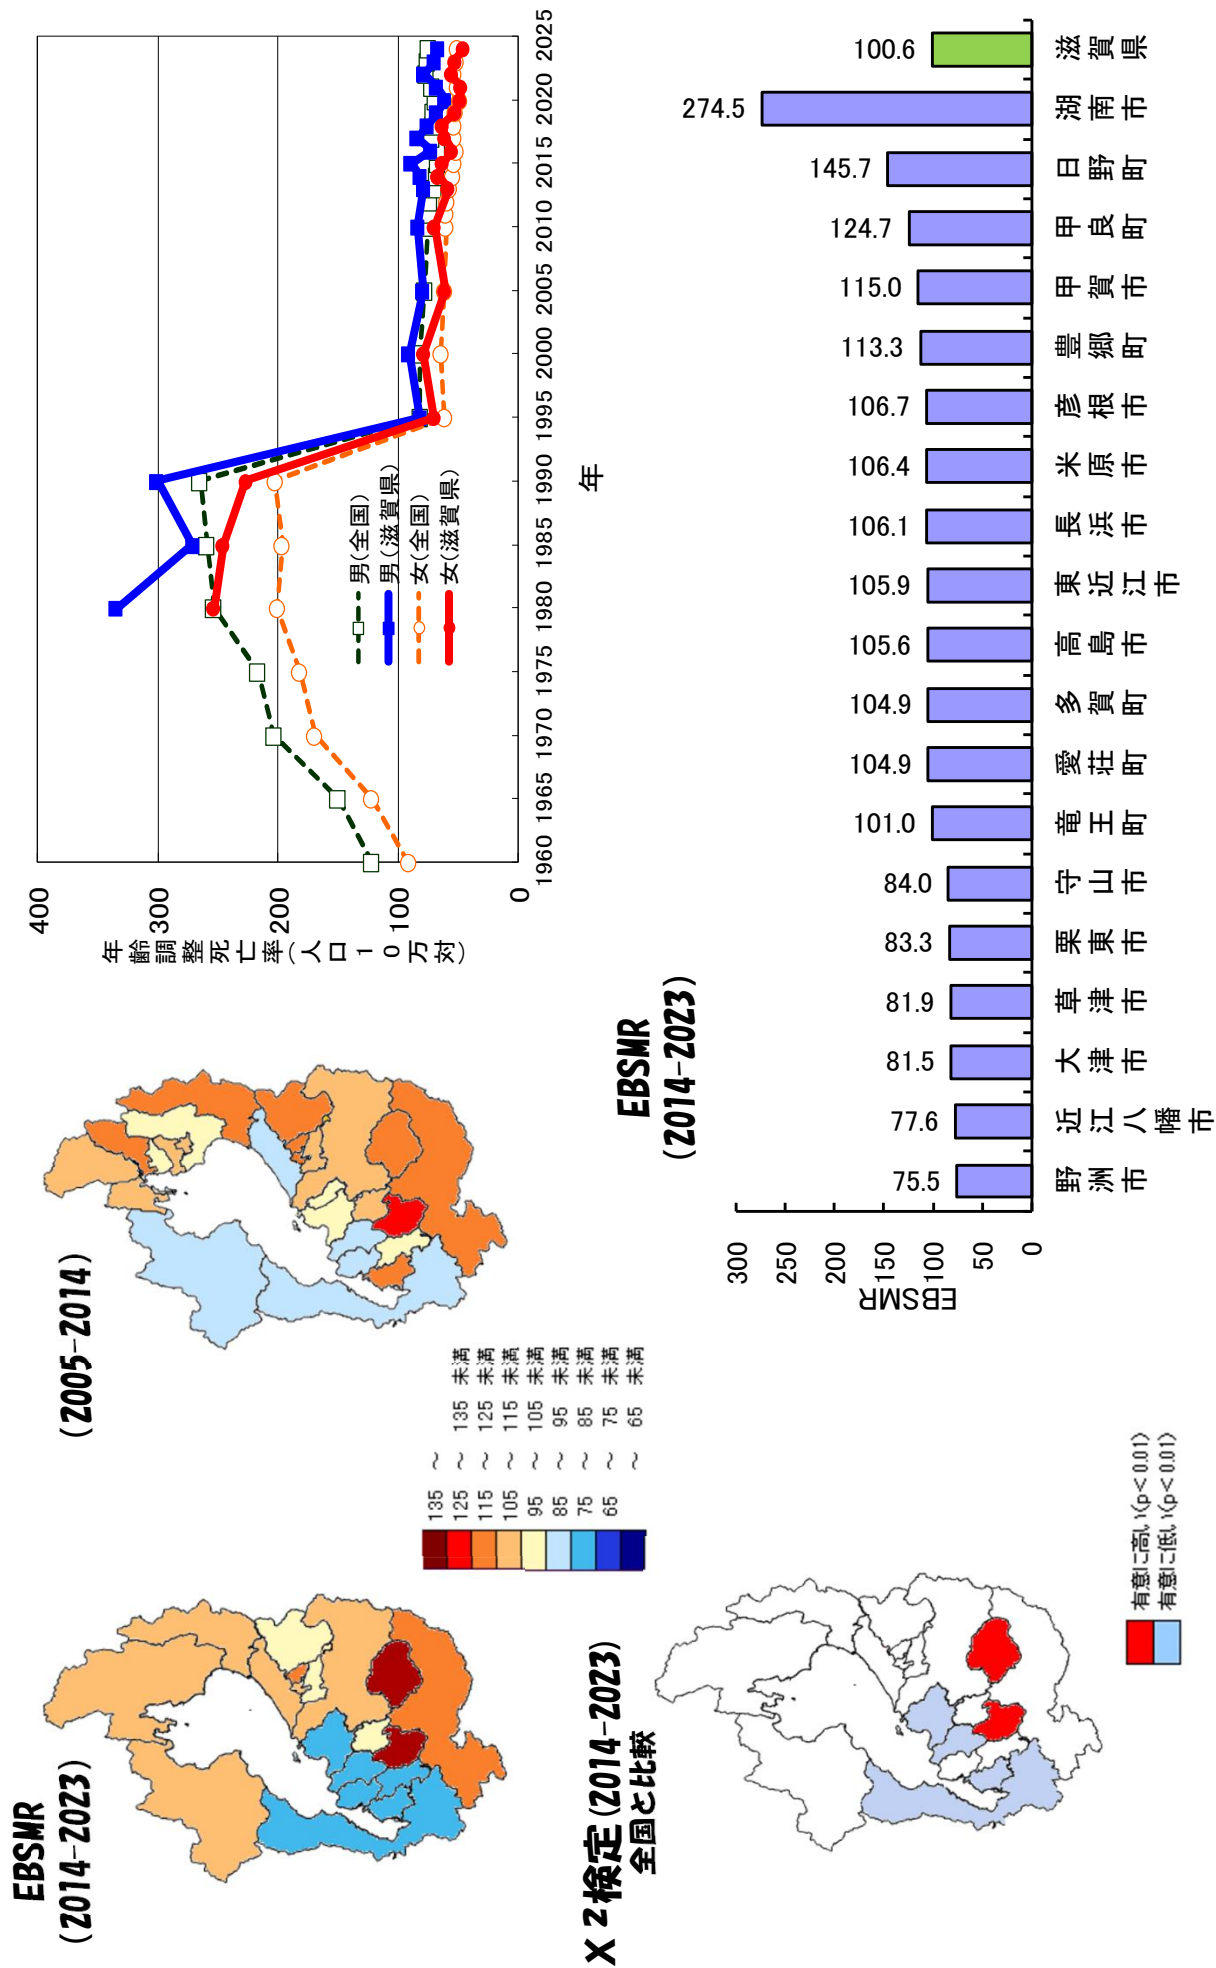 EBSMR
(2014-2023)
(2005-2014)
135 ～
125 ～ 135 未満
115 ～ 125 未満
105 ～ 115 未満
95 ～ 105 未満
85 ～ 95 未満
75 ～ 85 未満
65 ～ 75 未満
～ 65 未満
年齢調整死亡率(人口10万対)
400
300
200
100
0
1960 1965 1970 1975 1980 1985 1990 1995 2000 2005 2010 2015 2020 2025
年
男(全国)
男(滋賀県)
女(全国)
女(滋賀県)
X2検定(2014-2023)
全国と比較
有意に高い(p<0.01)
有意に低い(p<0.01)
EBSMR
(2014-2023)
EBSMR
300
250
200
150
100
50
0
75.5 77.6 81.5 81.9 83.3 84.0 101.0 104.9 104.9 105.6 105.9 106.1 106.4 106.7 113.3 115.0 124.7 145.7 274.5 100.6
野洲市 近江八幡市 大津市 草津市 栗東市 守山市 竜王町 愛荘町 多賀町 高島市 東近江市 長浜市 米原市 彦根市 豊郷町 甲賀市 甲良町 日野町 湖南市 滋賀県